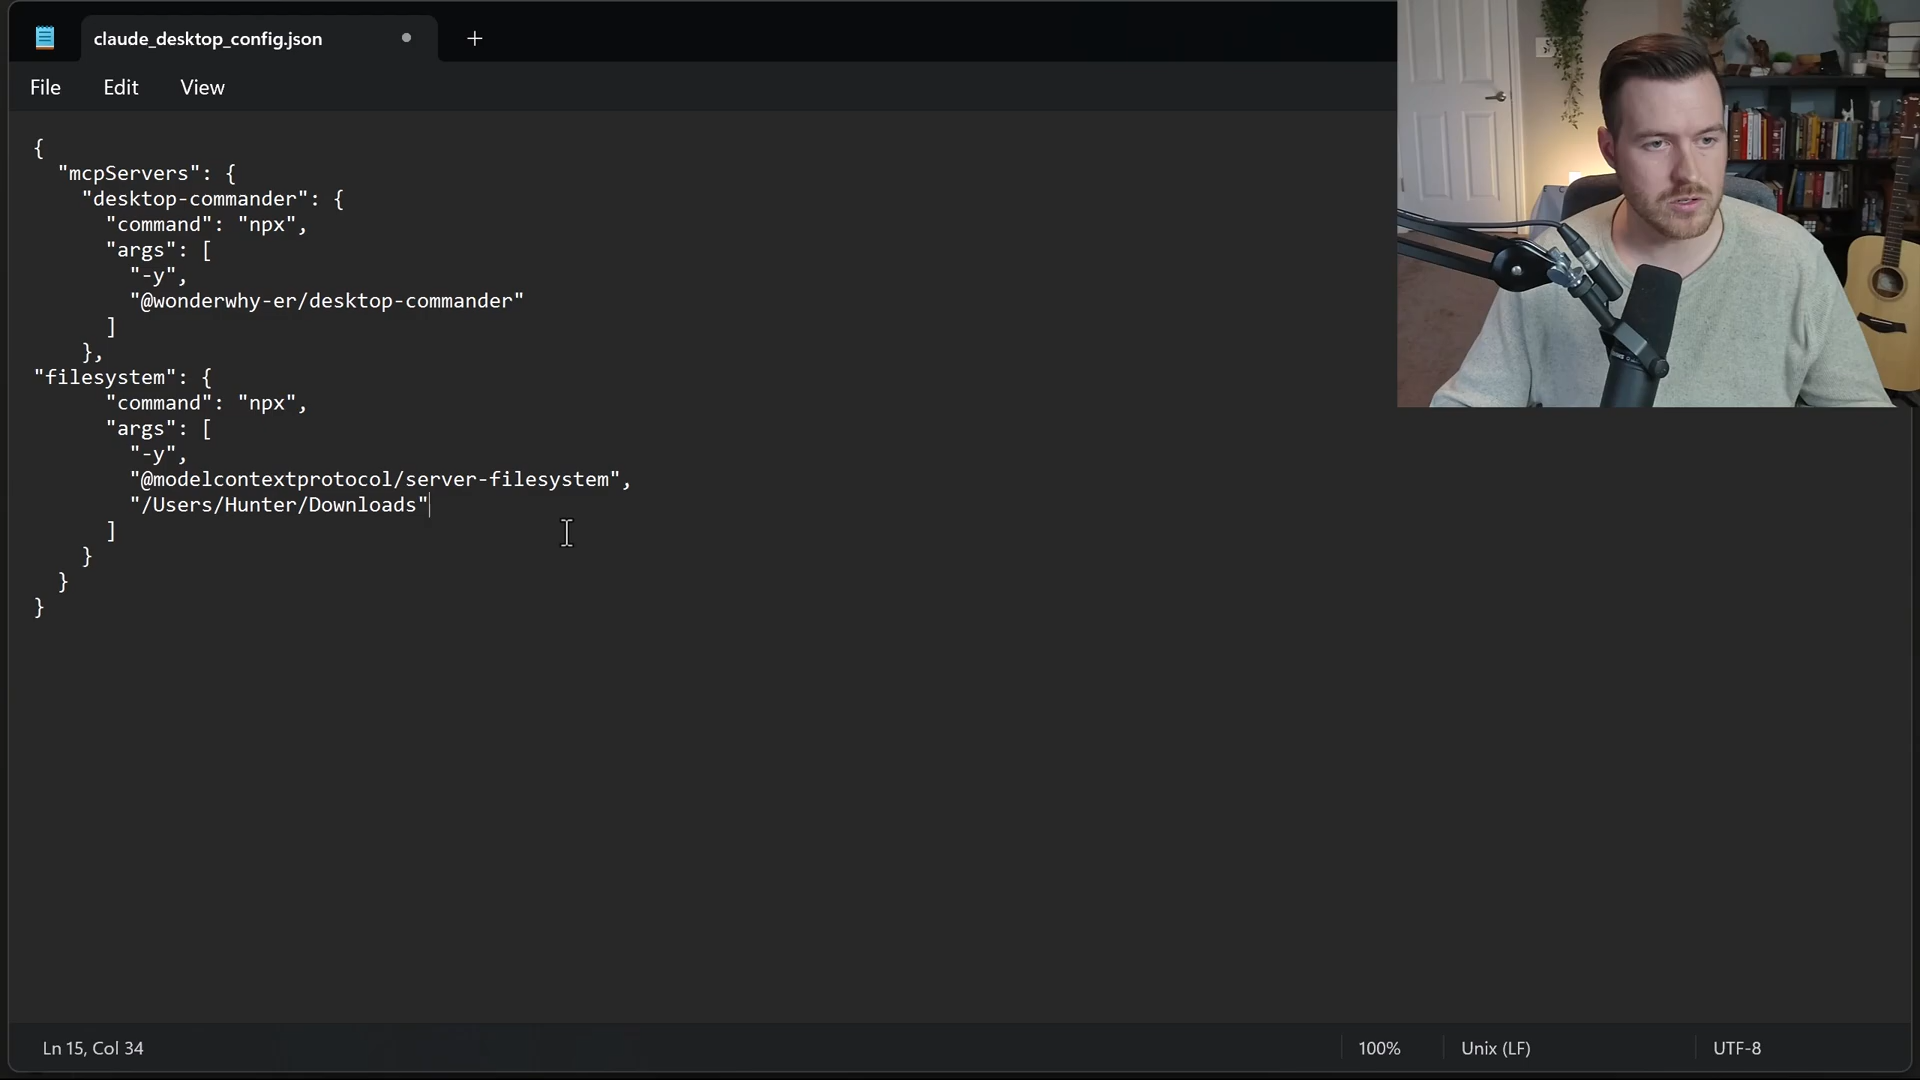 claude_desktop_config.json
File Edit View
{
"mcpServers": {
"desktop-commander": {
"command": "npx",
"args": [
"-y",
"@wonderwhy-er/desktop-commander"
]
},
"filesystem": {
"command": "npx",
"args": [
"-y",
"@modelcontextprotocol/server-filesystem",
"/Users/Hunter/Downloads"
]
}
}
}
Ln 15, Col 34 100% Unix (LF) UTF-8